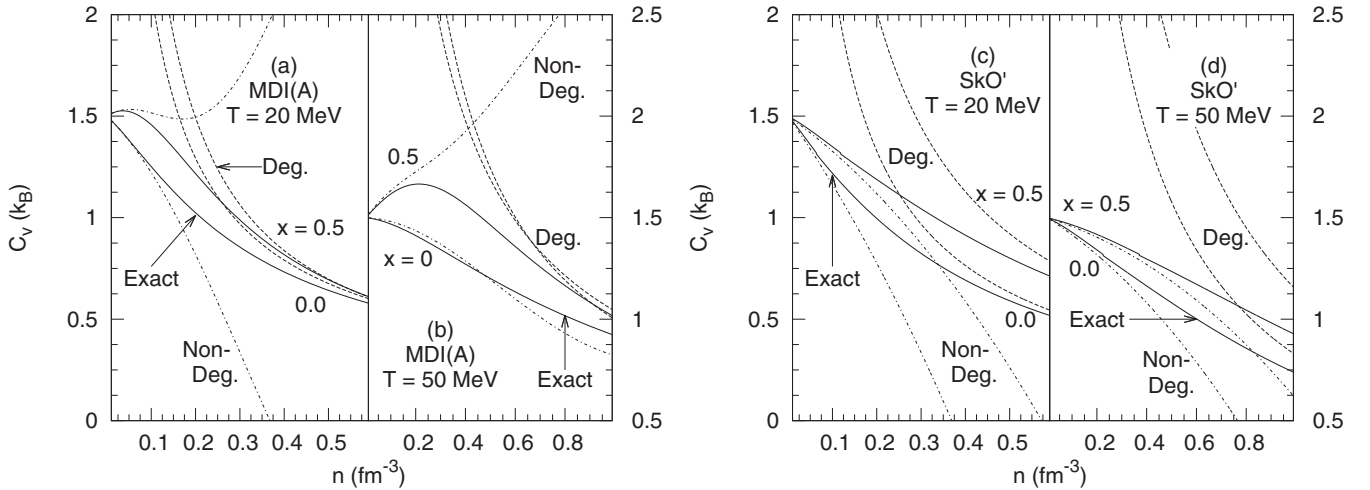 2
1.5
1
0.5
0
C_v (k_B)
(a)
MDI(A)
T = 20 MeV
Deg.
x = 0.5
Exact
0.0
Non-
Deg.
0.1 0.2 0.3 0.4 0.5
2.5
2
1.5
1
0.5
Non-
Deg.
0.5
Deg.
x = 0
(b)
MDI(A)
T = 50 MeV
Exact
0.2 0.4 0.6 0.8
n (fm⁻³)
2
1.5
1
0.5
0
C_v (k_B)
(c)
SkO'
T = 20 MeV
Deg.
x = 0.5
Exact
0.0
Non-
Deg.
0.1 0.2 0.3 0.4 0.5
2.5
2
1.5
1
0.5
(d)
SkO'
T = 50 MeV
x = 0.5
Deg.
0.0
Exact
Non-
Deg.
0.2 0.4 0.6 0.8
n (fm⁻³)